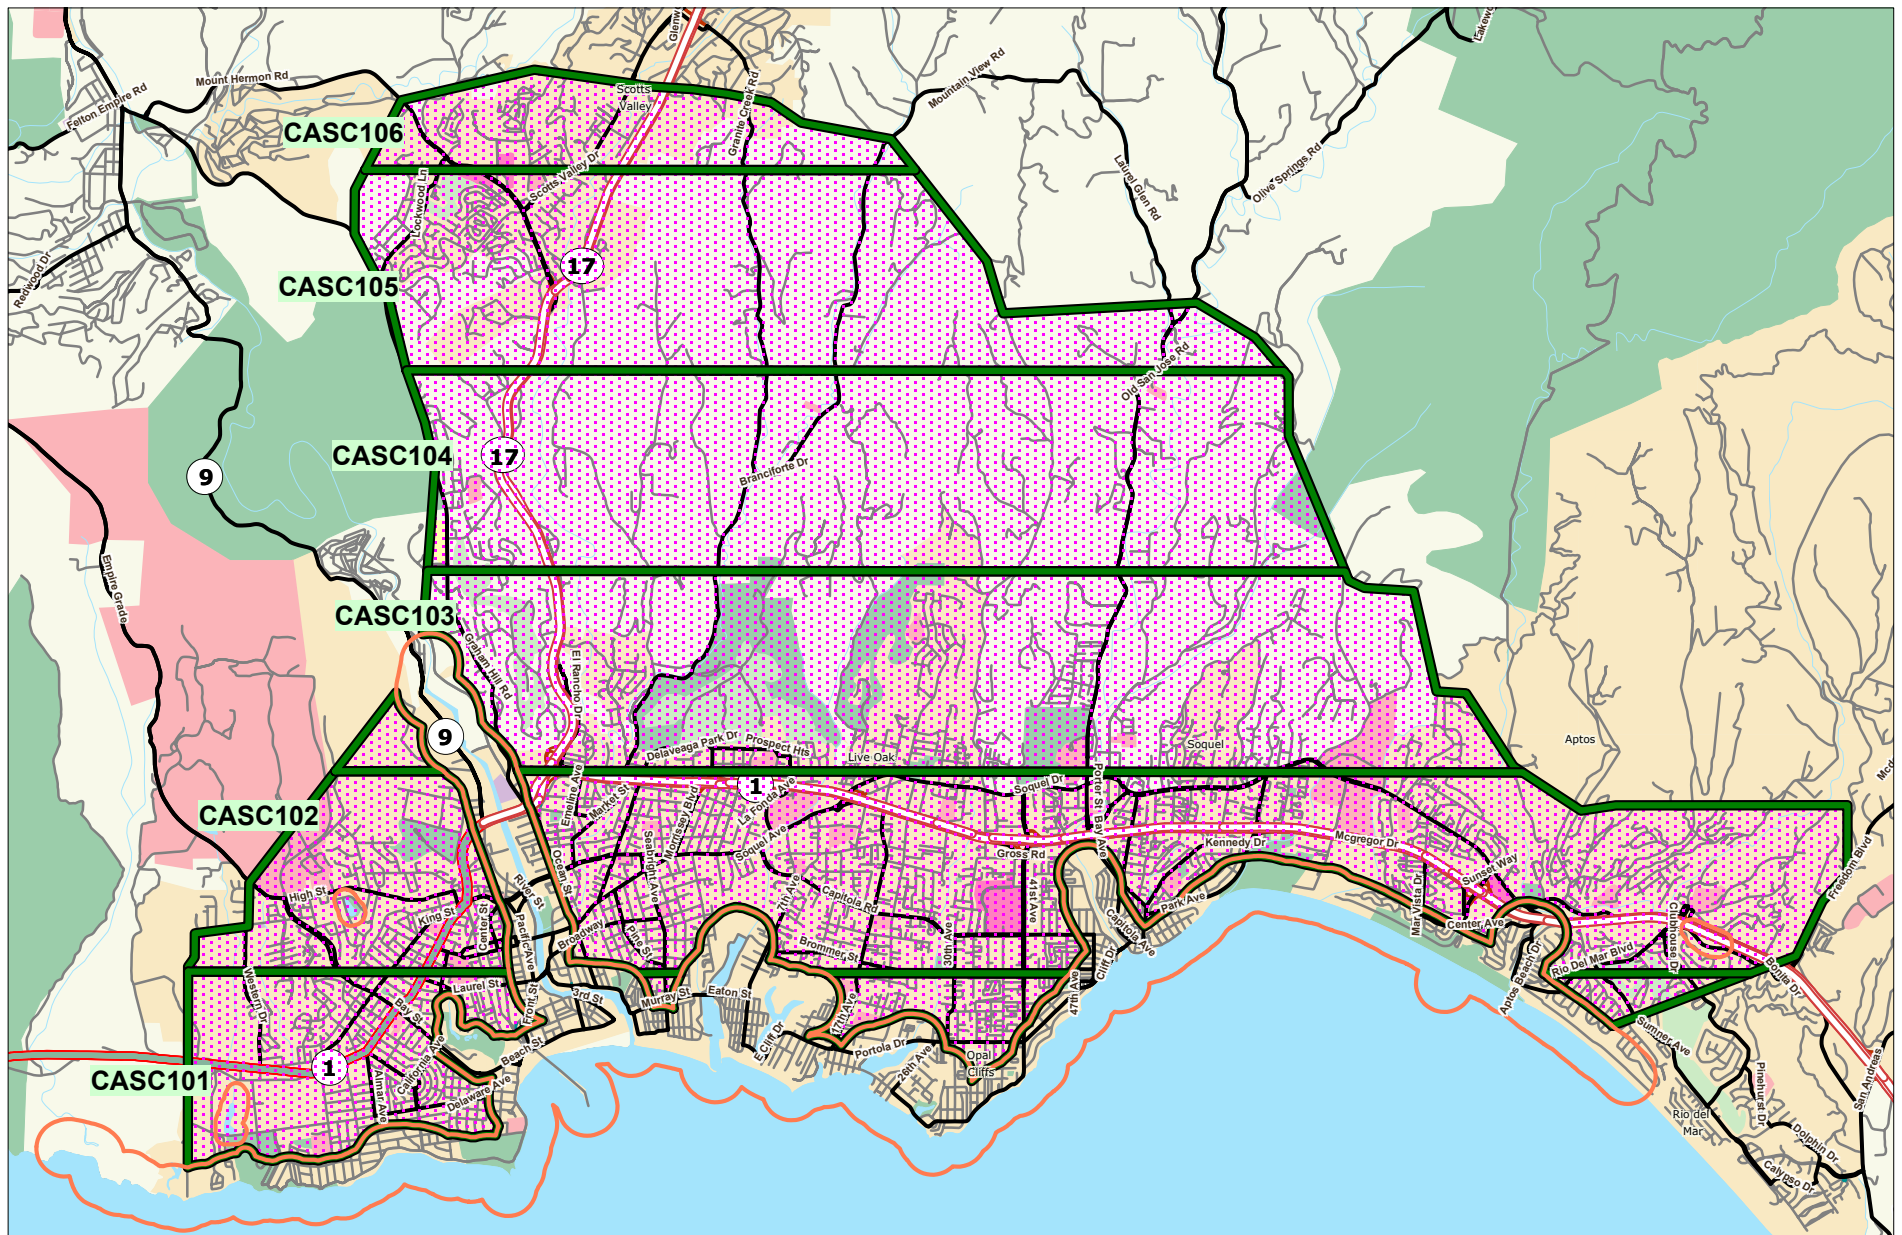 Glenw
Lakewo
Mount Hermon Rd
Felton Empire Rd
Scotts
Valley
Granite Creek Rd
Mountain View Rd
CASC106
Scotts Valley Dr
Lockwood Ln
Laurel Glen Rd
Olive Springs Rd
Redwood Dr
CASC105
17
Old San Jose Rd
CASC104
17
9
Branciforte Dr
Empire Grade
CASC103
Graham Hill Rd
El Rancho Dr
9
Delaveaga Park Dr
Prospect Hts
Live Oak
Soquel
Aptos
Mcd
CASC102
Emeline Ave
Market St
Morrissey Blvd
1
La Fonda Ave
Soquel Dr
Porter St
Bay Ave
Soquel Ave
Seabright Ave
Gross Rd
Kennedy Dr
Mcgregor Dr
Sunset Way
Freedom Blvd
High St
King St
Center St
River St
Ocean St
Pacific Ave
Broadway
Pine St
7th Ave
Capitola Rd
Brommer St
30th Ave
41st Ave
Capitola Ave
Park Ave
Mar Vista Dr
Center Ave
Clubhouse Dr
Rio Del Mar Blvd
Aptos Beach Dr
Bonita Dr
Western Dr
Bay St
Laurel St
Front St
3rd St
Murray St
Eaton St
E Cliff Dr
17th Ave
Portola Dr
26th Ave
Opal
Cliffs
47th Ave
Cliff Dr
Sumner Ave
CASC101
1
Almar Ave
California Ave
Beach St
Delaware Ave
Rio del
Mar
Pinehurst Dr
Dolphin Dr
Calypso Dr
San Andreas